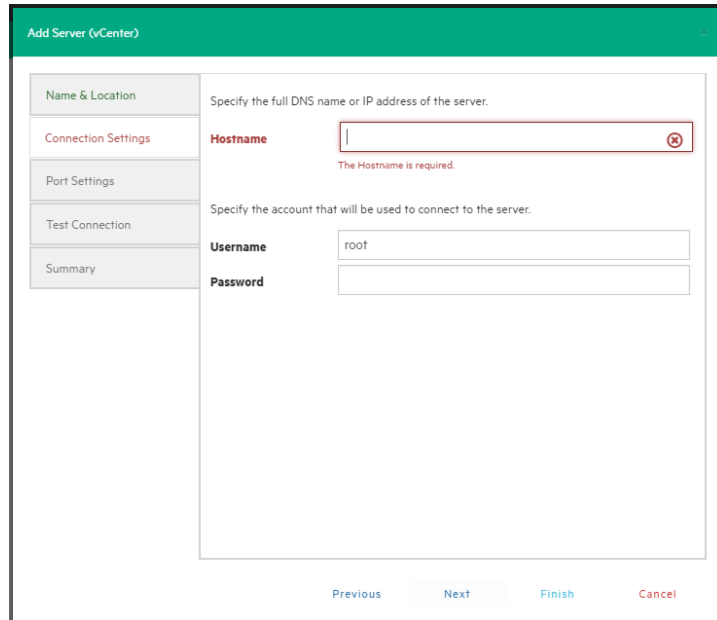 Add Server (vCenter)
Name & Location
Connection Settings
Port Settings
Test Connection
Summary
Specify the full DNS name or IP address of the server.
Hostname
The Hostname is required.
Specify the account that will be used to connect to the server.
Username root
Password
Previous Next Finish Cancel